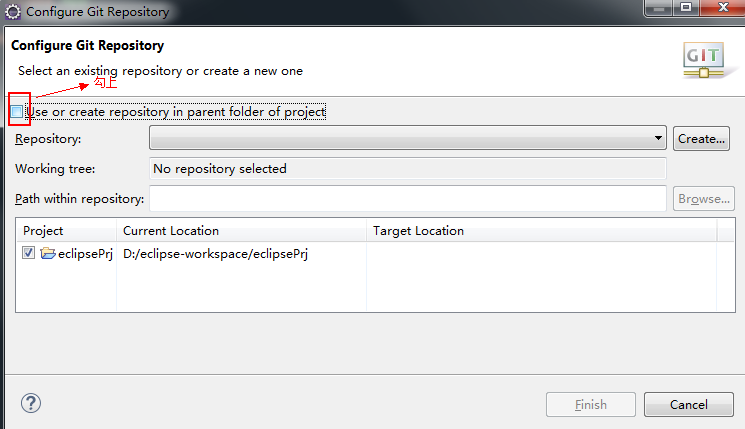 Configure Git Repository
Configure Git Repository
Select an existing repository or create a new one
GIT
勾上
Use or create repository in parent folder of project
Repository:
Create...
Working tree:
No repository selected
Path within repository:
Browse...
Project Current Location Target Location
eclipsePrj D:/eclipse-workspace/eclipsePrj
?
Finish
Cancel